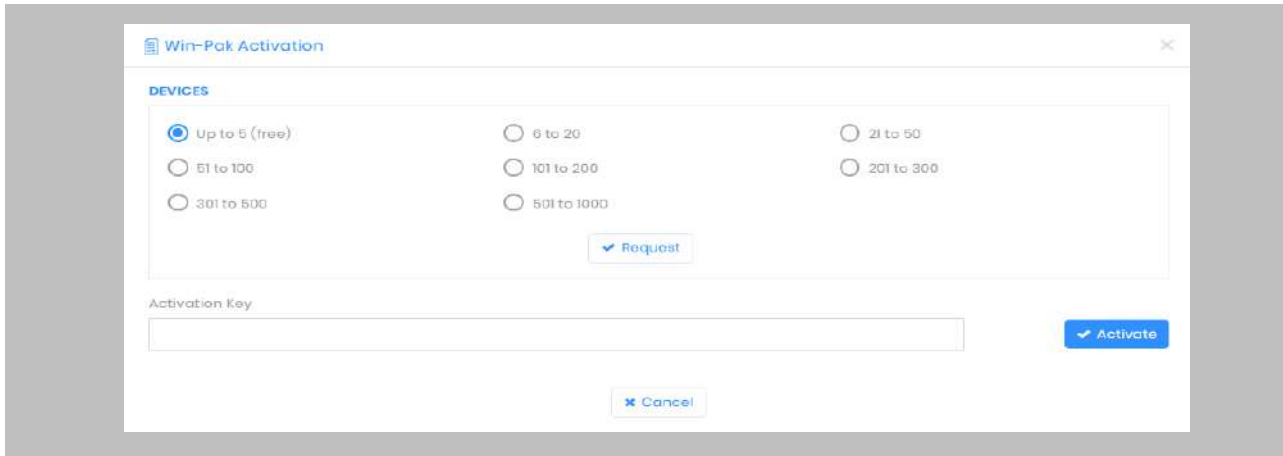 Win-Pak Activation
DEVICES
Up to 5 (free) 6 to 20 21 to 50
51 to 100 101 to 200 201 to 300
301 to 500 501 to 1000
Request
Activation Key
Activate
Cancel